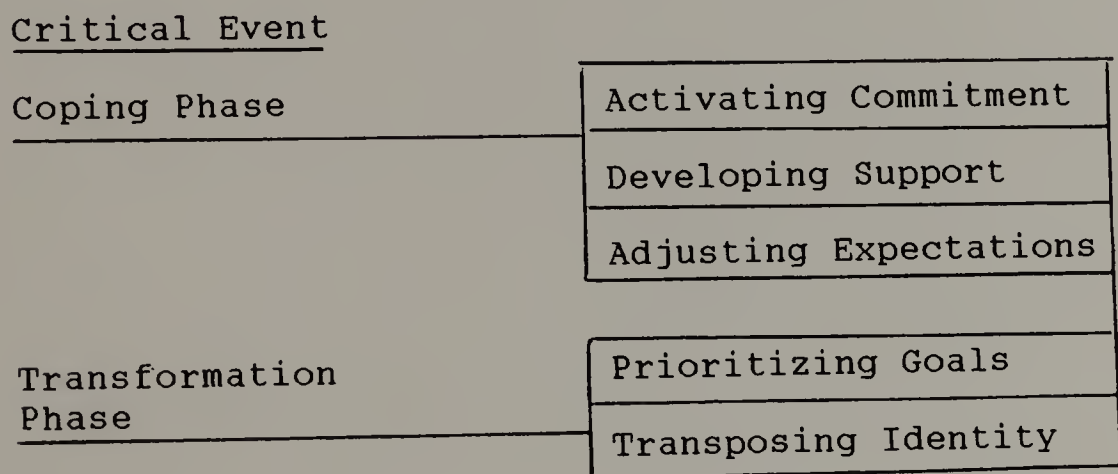 Critical Event
Coping Phase
Activating Commitment
Developing Support
Adjusting Expectations
Transformation
Phase
Prioritizing Goals
Transposing Identity